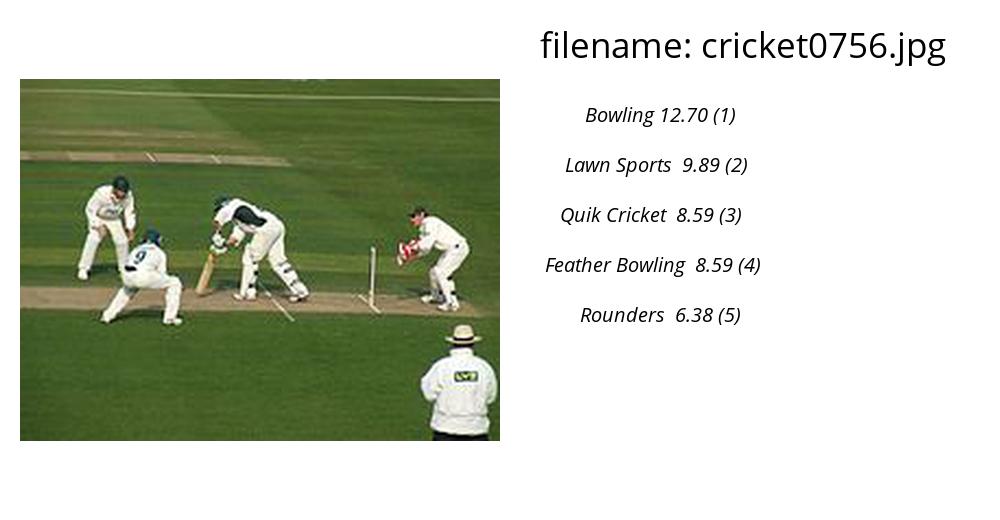 filename: cricket0756.jpg
Bowling 12.70 (1)
Lawn Sports 9.89 (2)
Quik Cricket 8.59 (3)
Feather Bowling 8.59 (4)
Rounders 6.38 (5)
9